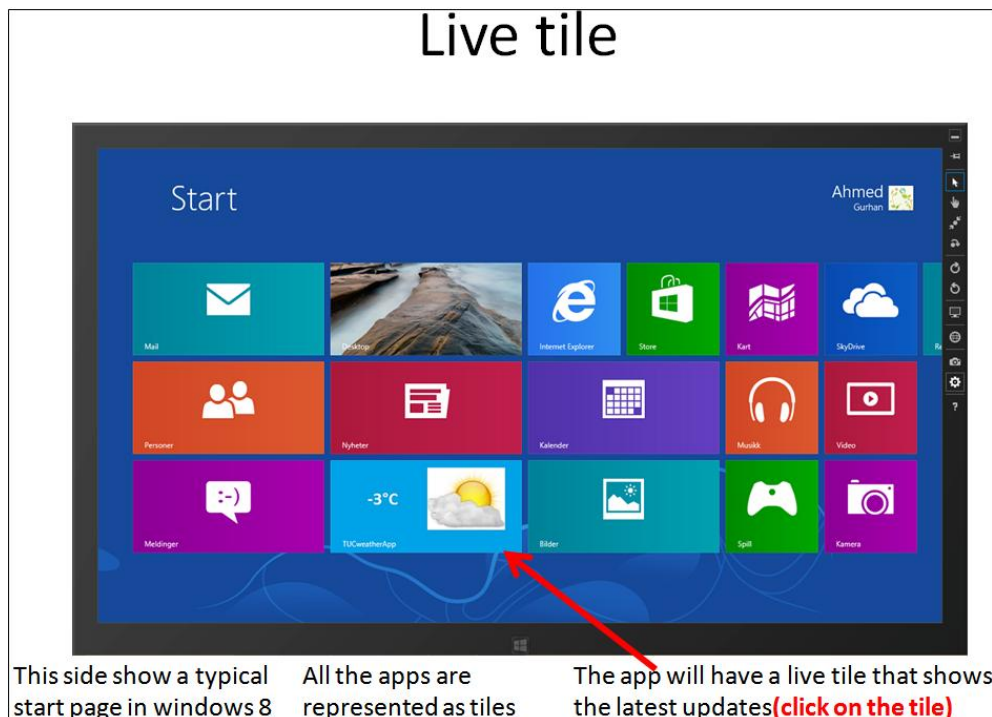 Live tile
Start
Ahmed
Gurhan
Mail
Desktop
Internet Explorer
Store
Kart
SkyDrive
Personer
Nyheter
Kalender
Musikk
Video
:-)
Meldinger
-3°C
TUCweatherApp
Bilder
Spill
Kamera
?
This side show a typical
start page in windows 8
All the apps are
represented as tiles
The app will have a live tile that shows
the latest updates(click on the tile)